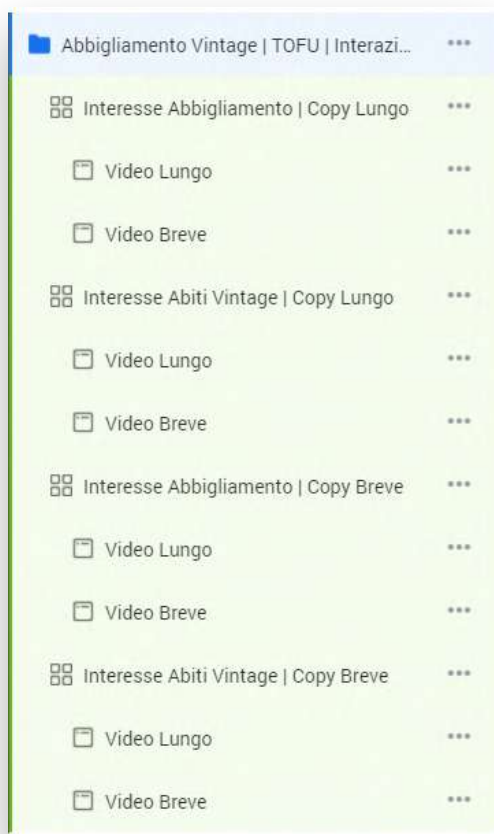 Abbigliamento Vintage | TOFU | Interazi...
Interesse Abbigliamento | Copy Lungo
Video Lungo
Video Breve
Interesse Abiti Vintage | Copy Lungo
Video Lungo
Video Breve
Interesse Abbigliamento | Copy Breve
Video Lungo
Video Breve
Interesse Abiti Vintage | Copy Breve
Video Lungo
Video Breve